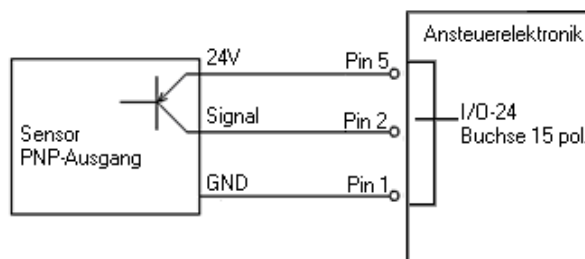 Ansteuerelektronik
24V
Pin 5
Signal
Pin 2
I/O-24
Buchse 15 pol.
Sensor
PNP-Ausgang
GND
Pin 1